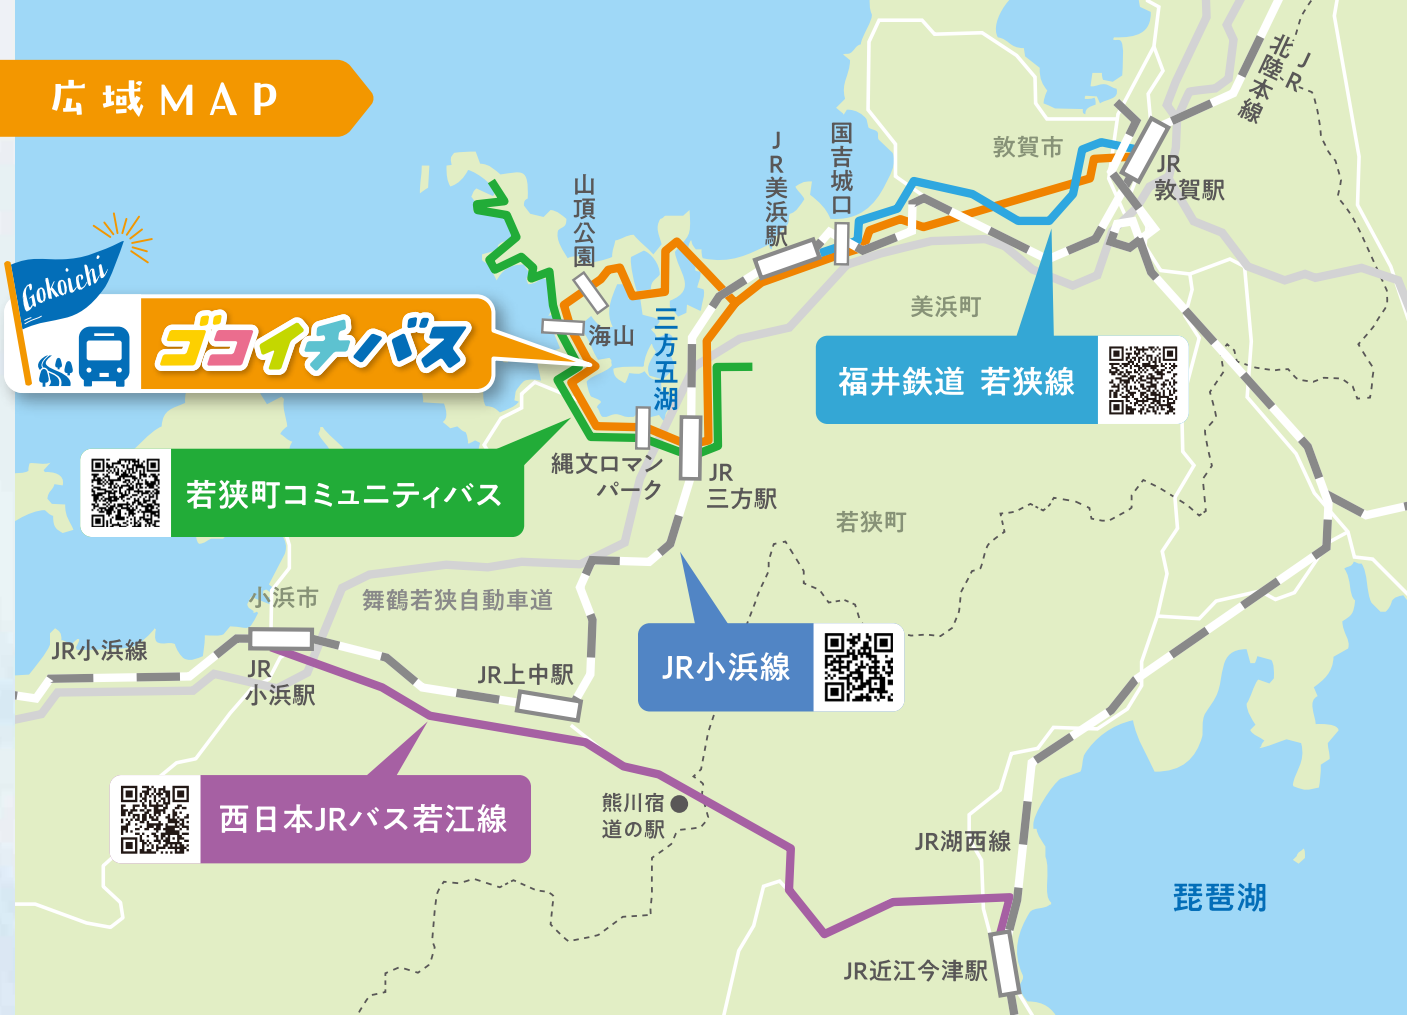 広域MAP
JR
北陸本線
敦賀市
JR
敦賀駅
国吉城口
JR美浜駅
山頂公園
Gokoichi
ゴコイチバス
海山
三方五湖
美浜町
福井鉄道 若狭線
若狭町コミュニティバス
縄文ロマン
パーク
JR
三方駅
若狭町
小浜市
舞鶴若狭自動車道
JR小浜線
JR
小浜駅
JR上中駅
JR小浜線
西日本JRバス若江線
熊川宿
道の駅
JR湖西線
琵琶湖
JR近江今津駅